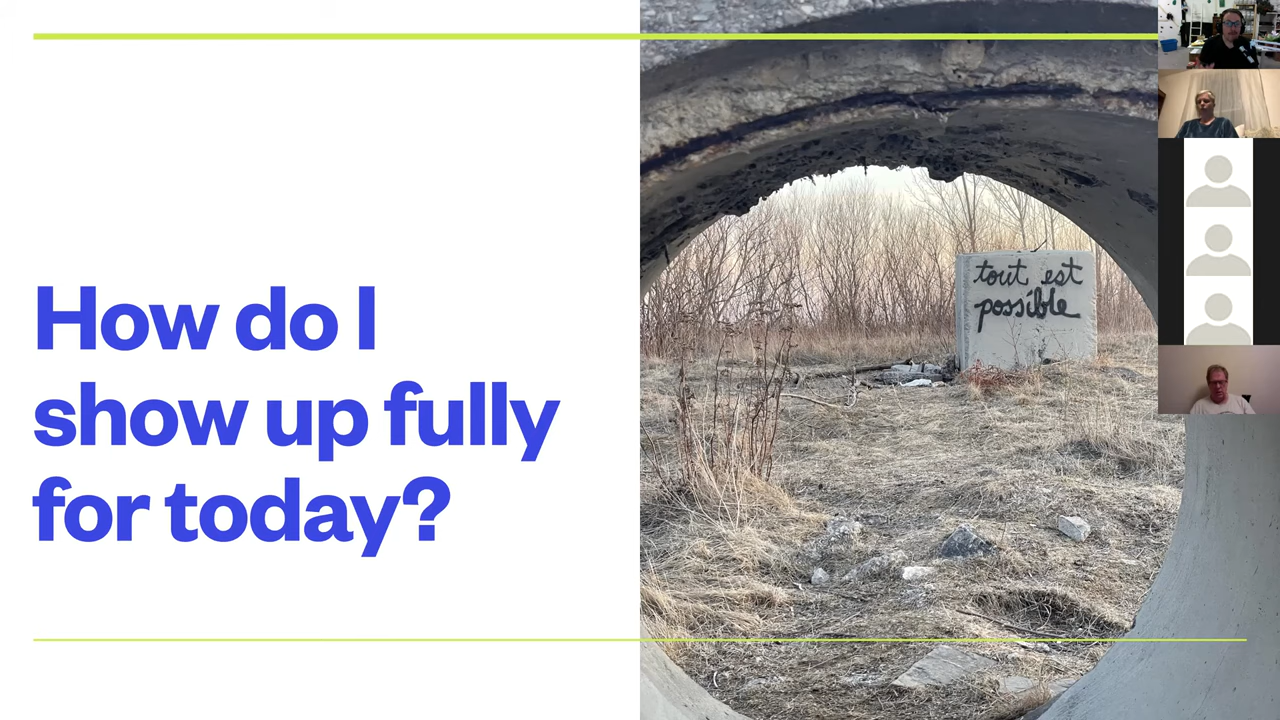 How do I
show up fully
for today?
tout est
possible